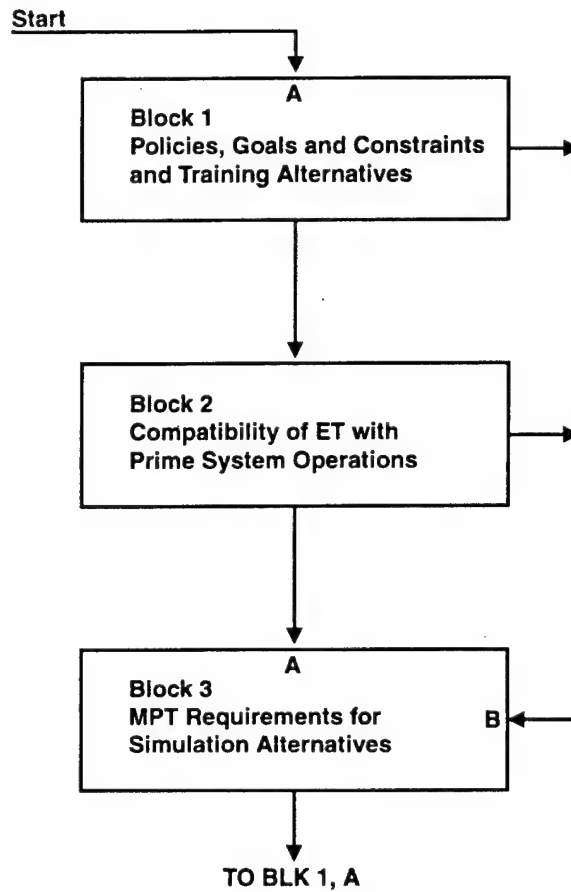 Start
A
Block 1
Policies, Goals and Constraints
and Training Alternatives
Block 2
Compatibility of ET with
Prime System Operations
A
Block 3
MPT Requirements for
Simulation Alternatives
B
TO BLK 1, A